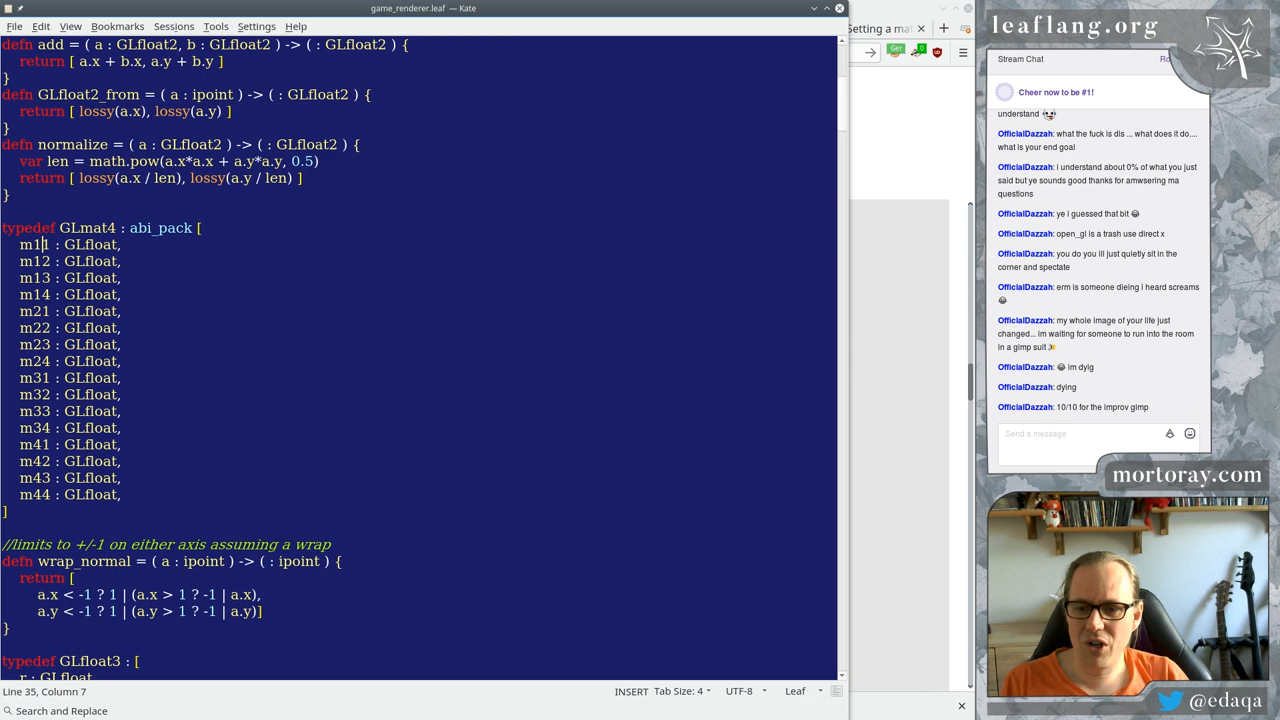 game_renderer.leaf — Kate
File Edit View Bookmarks Sessions Tools Settings Help
defn add = ( a : GLfloat2, b : GLfloat2 ) -> ( : GLfloat2 ) {
return [ a.x + b.x, a.y + b.y ]
}
defn GLfloat2_from = ( a : ipoint ) -> ( : GLfloat2 ) {
return [ lossy(a.x), lossy(a.y) ]
}
defn normalize = ( a : GLfloat2 ) -> ( : GLfloat2 ) {
var len = math.pow(a.x*a.x + a.y*a.y, 0.5)
return [ lossy(a.x / len), lossy(a.y / len) ]
}
typedef GLmat4 : abi_pack [
m11 : GLfloat,
m12 : GLfloat,
m13 : GLfloat,
m14 : GLfloat,
m21 : GLfloat,
m22 : GLfloat,
m23 : GLfloat,
m24 : GLfloat,
m31 : GLfloat,
m32 : GLfloat,
m33 : GLfloat,
m34 : GLfloat,
m41 : GLfloat,
m42 : GLfloat,
m43 : GLfloat,
m44 : GLfloat,
]
//limits to +/-1 on either axis assuming a wrap
defn wrap_normal = ( a : ipoint ) -> ( : ipoint ) {
return [
a.x < -1 ? 1 | (a.x > 1 ? -1 | a.x),
a.y < -1 ? 1 | (a.y > 1 ? -1 | a.y)]
}
typedef GLfloat3 : [
r : GLfloat
Line 35, Column 7
INSERT Tab Size: 4 UTF-8 Leaf
Search and Replace
etting a ma
Ger 0
leaflang.org
Stream Chat
Cheer now to be #1!
understand
OfficialDazzah: what the fuck is dis ... what does it do....
what is your end goal
OfficialDazzah: i understand about 0% of what you just
said but ye sounds good thanks for amwsering ma
questions
OfficialDazzah: ye i guessed that bit 😂
OfficialDazzah: open_gl is a trash use direct x
OfficialDazzah: you do you ill just quietly sit in the
corner and spectate
OfficialDazzah: erm is someone dieing i heard screams
😂
OfficialDazzah: my whole image of your life just
changed... im waiting for someone to run into the room
in a gimp suit 🎉
OfficialDazzah: 😂 im dyig
OfficialDazzah: dying
OfficialDazzah: 10/10 for the improv gimp
Send a message
mortoray.com
@edaqa